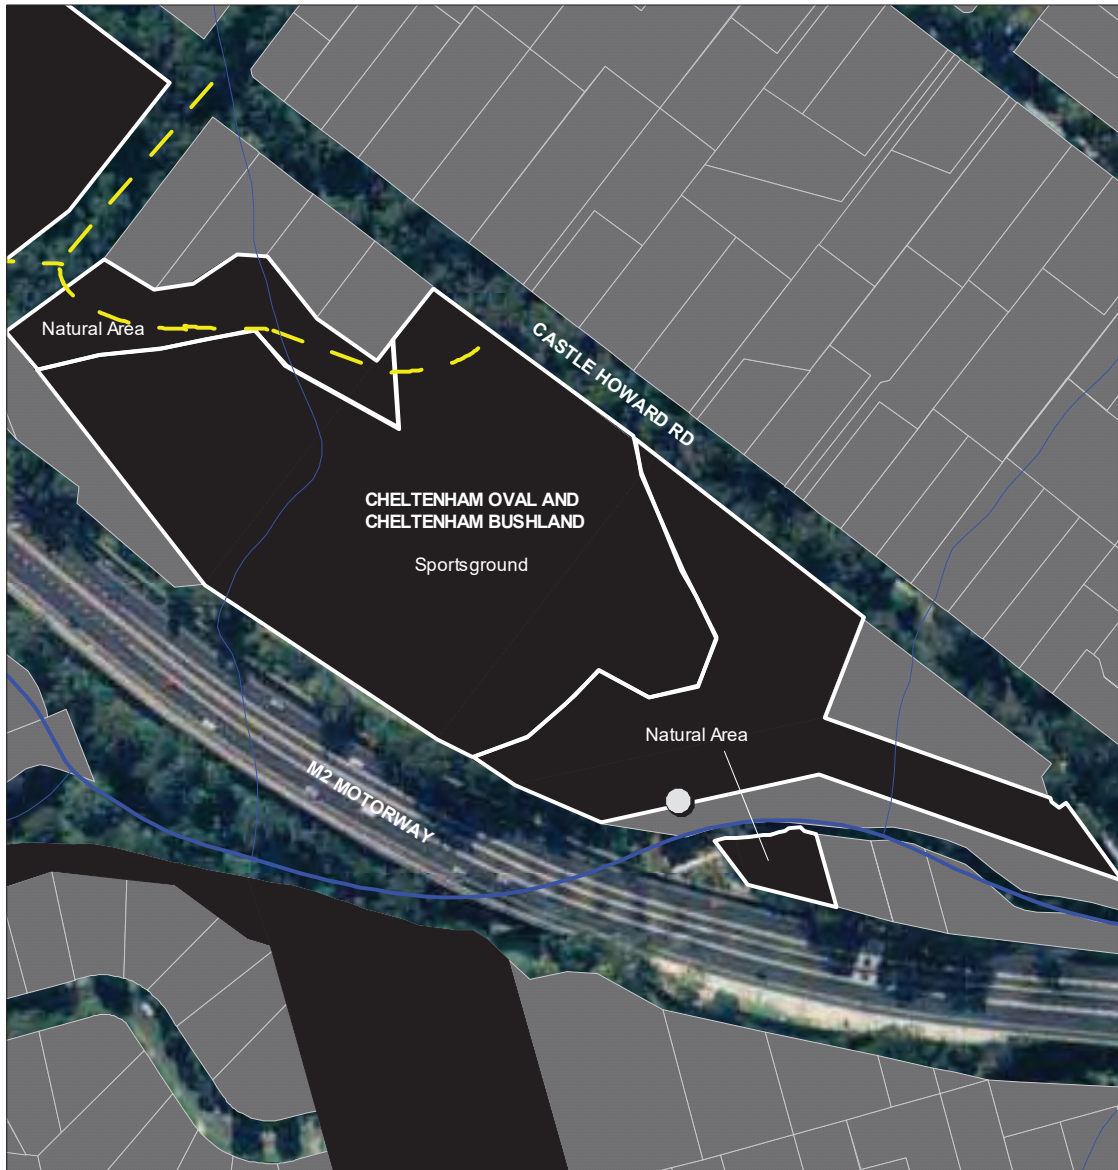 Natural Area
CASTLE HOWARD RD
CHELTENHAM OVAL AND
CHELTENHAM BUSHLAND
Sportsground
Natural Area
M2 MOTORWAY